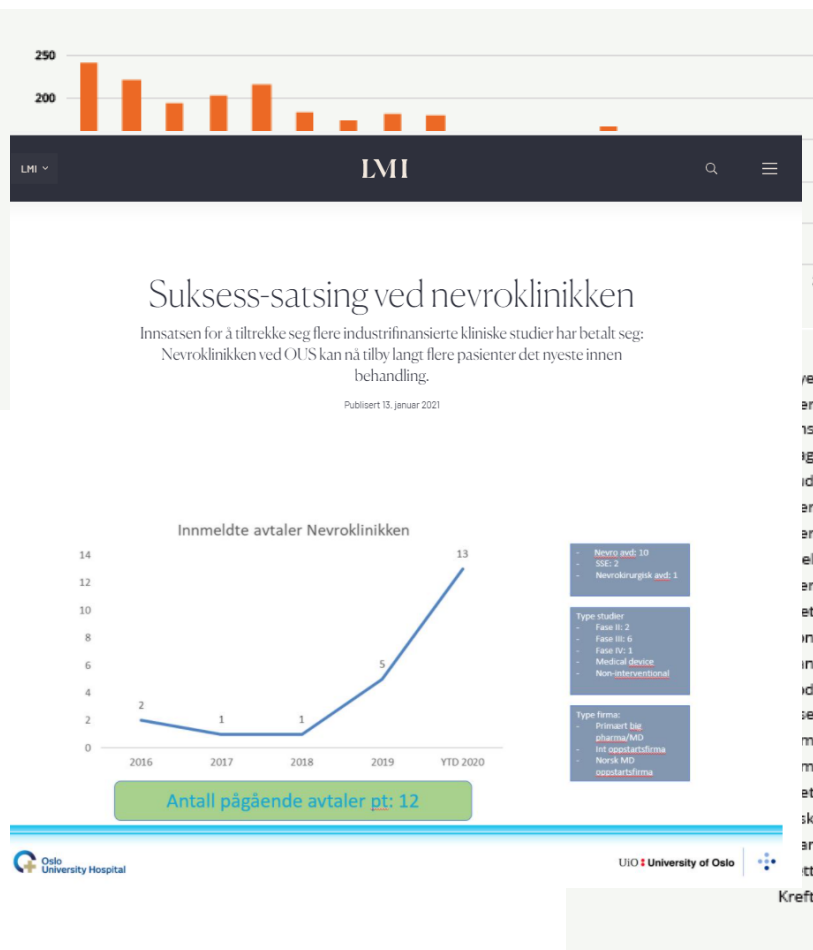 250
200
LMI
LMI
Suksess-satsing ved nevroklinikken
Innsatsen for å tiltrekke seg flere industrifinansierte kliniske studier har betalt seg:
Nevroklinikken ved OUS kan nå tilby langt flere pasienter det nyeste innen
behandling.
Publisert 13. januar 2021
Innmeldte avtaler Nevroklinikken
14
12
10
8
6
4
2
0
2
1
1
5
13
2016 2017 2018 2019 YTD 2020
- Nevro avd: 10
- SSE: 2
- Nevrokirurgisk avd: 1
Type studier
- Fase II: 2
- Fase III: 6
- Fase IV: 1
- Medical device
- Non-interventional
Type firma:
- Primært big
pharma/MD
- Int oppstartsfirma
- Norsk MD
oppstartsfirma
Antall pågående avtaler pt: 12
Oslo
University Hospital
UiO University of Oslo
Kreft